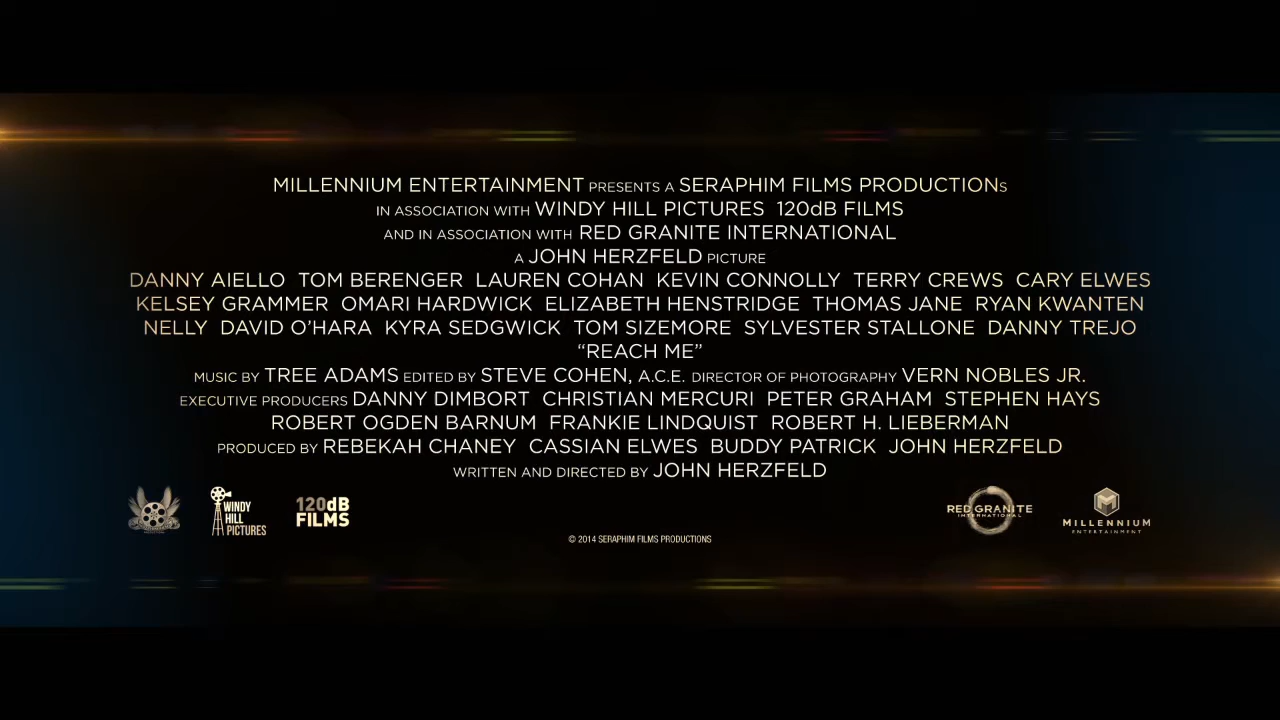 MILLENNIUM ENTERTAINMENT PRESENTS A SERAPHIM FILMS PRODUCTIONS
IN ASSOCIATION WITH WINDY HILL PICTURES 120dB FILMS
AND IN ASSOCIATION WITH RED GRANITE INTERNATIONAL
A JOHN HERZFELD PICTURE
DANNY AIELLO TOM BERENGER LAUREN COHAN KEVIN CONNOLLY TERRY CREWS CARY ELWES
KELSEY GRAMMER OMARI HARDWICK ELIZABETH HENSTRIDGE THOMAS JANE RYAN KWANTEN
NELLY DAVID O’HARA KYRA SEDGWICK TOM SIZEMORE SYLVESTER STALLONE DANNY TREJO
“REACH ME”
MUSIC BY TREE ADAMS EDITED BY STEVE COHEN, A.C.E. DIRECTOR OF PHOTOGRAPHY VERN NOBLES JR.
EXECUTIVE PRODUCERS DANNY DIMBORT CHRISTIAN MERCURI PETER GRAHAM STEPHEN HAYS
ROBERT OGDEN BARNUM FRANKIE LINDQUIST ROBERT H. LIEBERMAN
PRODUCED BY REBEKAH CHANEY CASSIAN ELWES BUDDY PATRICK JOHN HERZFELD
WRITTEN AND DIRECTED BY JOHN HERZFELD
WINDY
HILL
PICTURES
120dB
FILMS
RED GRANITE
INTERNATIONAL
MILLENNIUM
ENTERTAINMENT
© 2014 SERAPHIM FILMS PRODUCTIONS